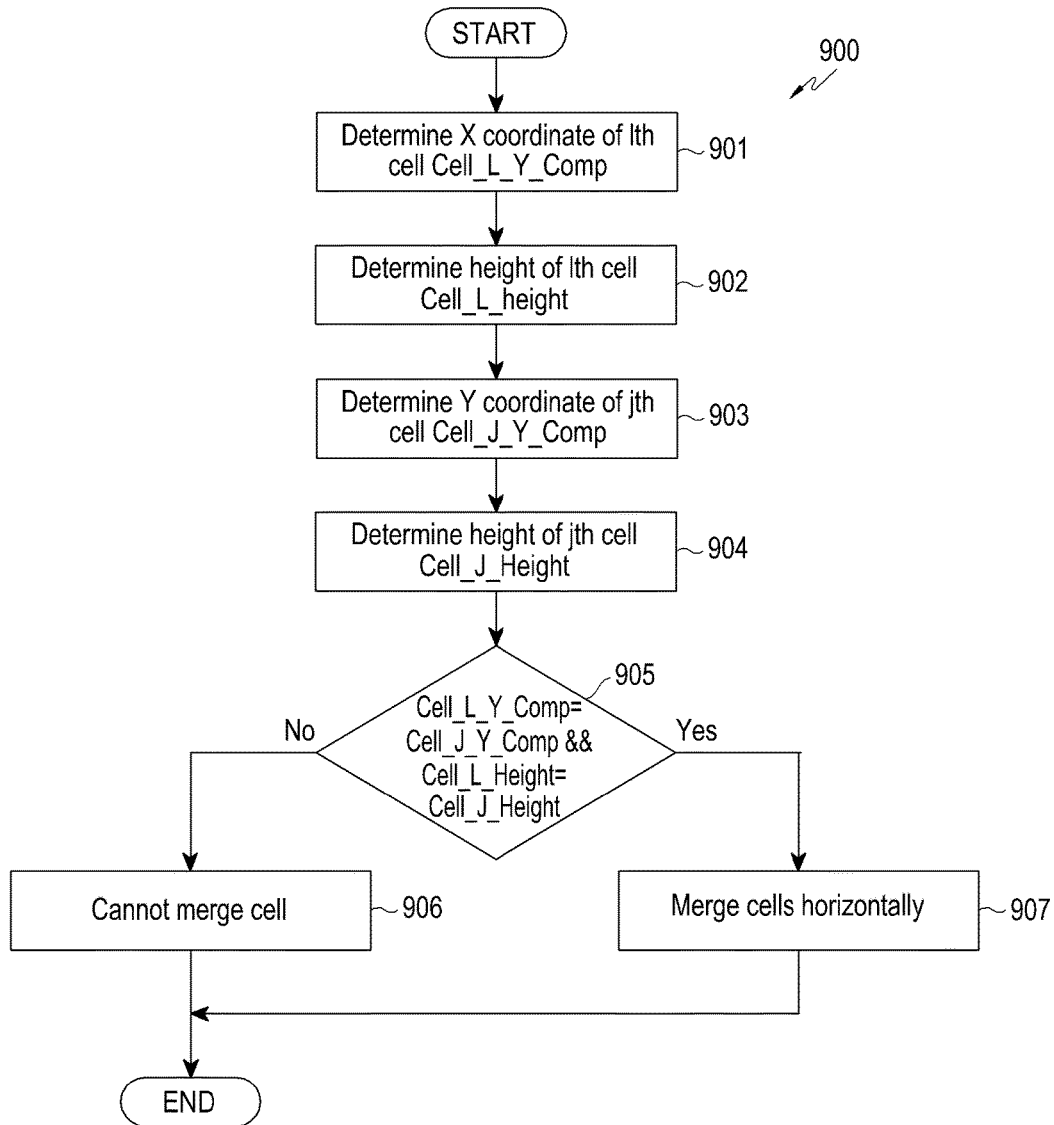 START
900
Determine X coordinate of lth
cell Cell_L_Y_Comp
901
Determine height of lth cell
Cell_L_height
902
Determine Y coordinate of jth
cell Cell_J_Y_Comp
903
Determine height of jth cell
Cell_J_Height
904
905
Cell_L_Y_Comp=
Cell_J_Y_Comp &&
Cell_L_Height=
Cell_J_Height
No
Yes
Cannot merge cell
906
Merge cells horizontally
907
END